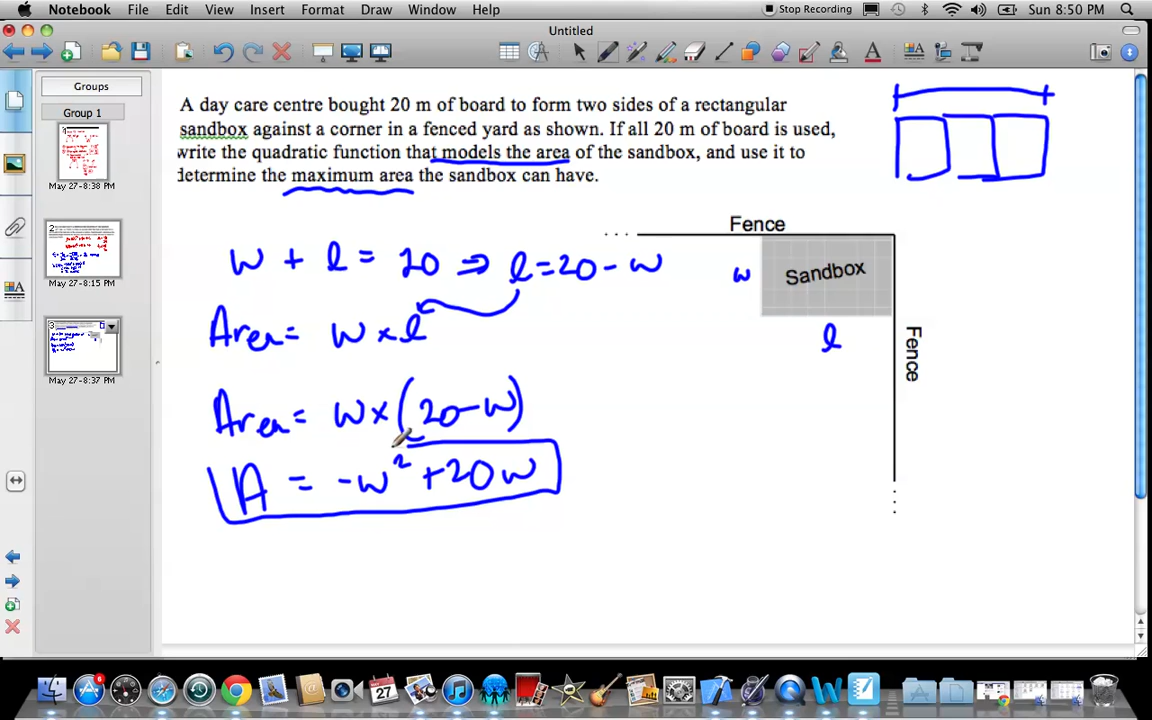 Notebook File Edit View Insert Format Draw Window Help Stop Recording Sun 8:50 PM
Untitled
Groups
Group 1
May 27-8:38 PM
2
May 27-8:15 PM
3
May 27-8:37 PM
A day care centre bought 20 m of board to form two sides of a rectangular
sandbox against a corner in a fenced yard as shown. If all 20 m of board is used,
write the quadratic function that models the area of the sandbox, and use it to
determine the maximum area the sandbox can have.
Fence
w + l = 20 ⇒ l=20-w
w
Sandbox
Area= w×l
l
Fence
Area= w×(20-w)
A = -w² +20w
27